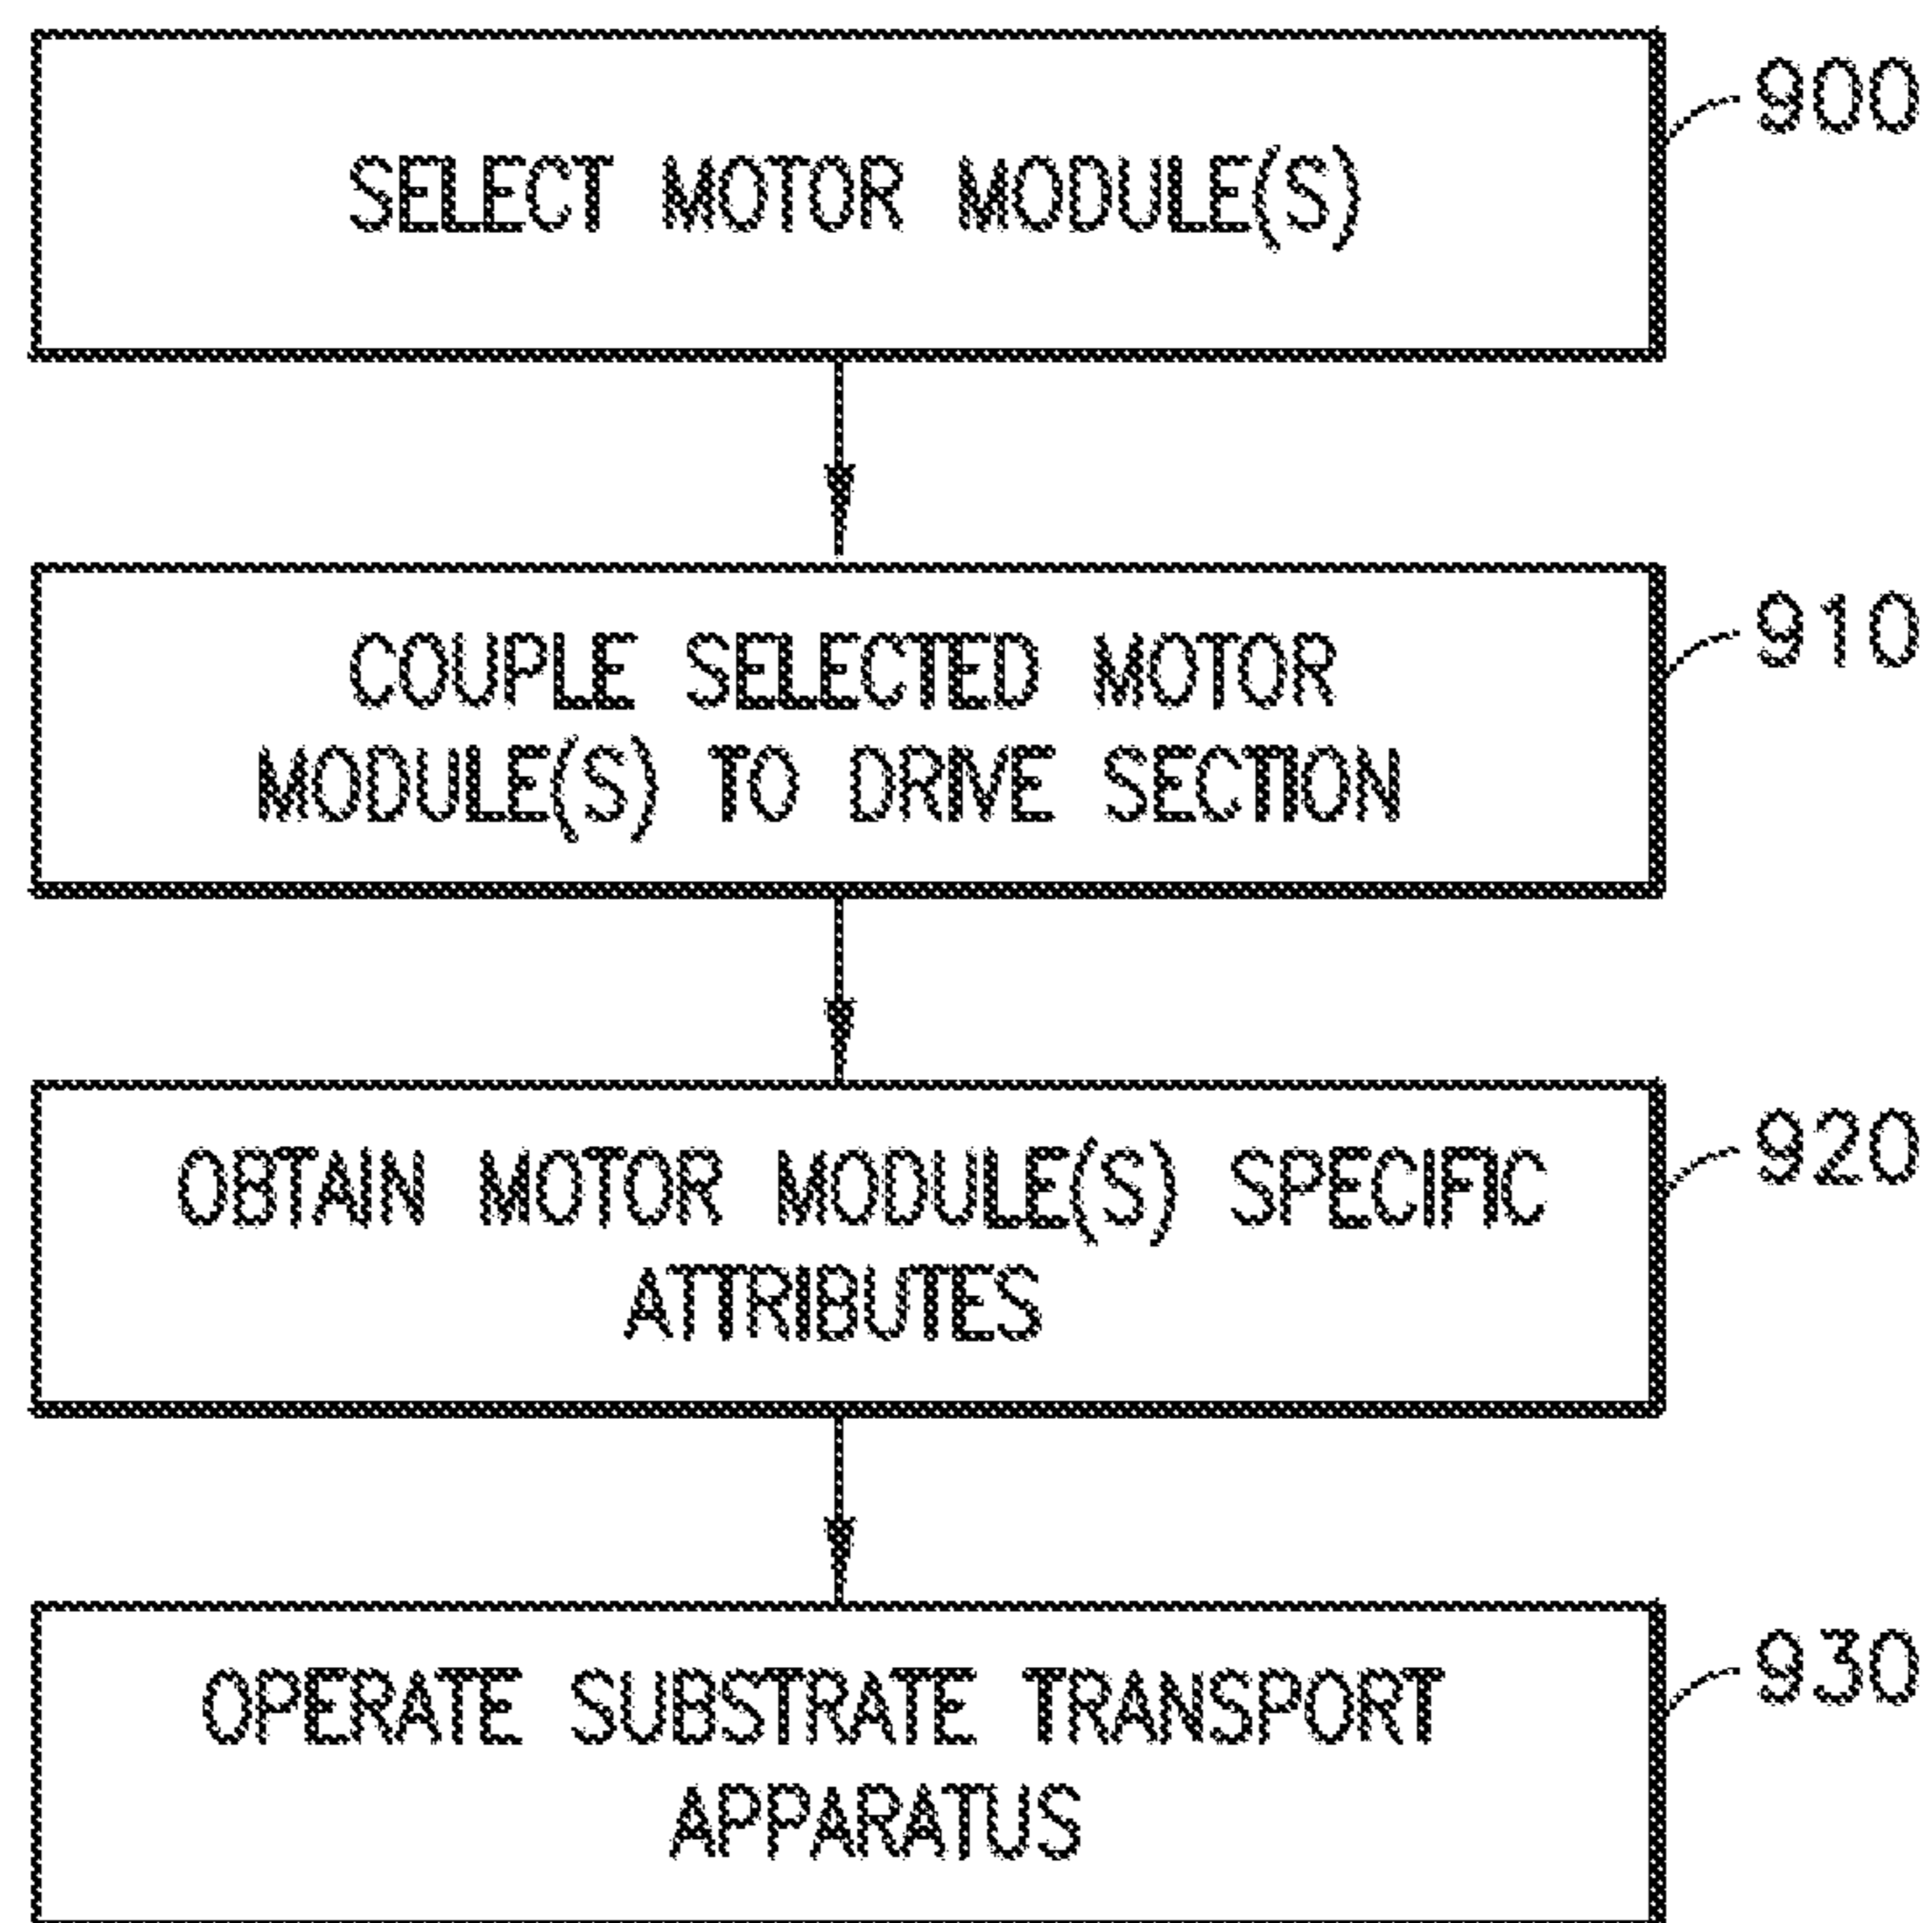 SELECT MOTOR MODULE(S)
900
COUPLE SELECTED MOTOR
MODULE(S) TO DRIVE SECTION
910
OBTAIN MOTOR MODULE(S) SPECIFIC
ATTRIBUTES
920
OPERATE SUBSTRATE TRANSPORT
APPARATUS
930